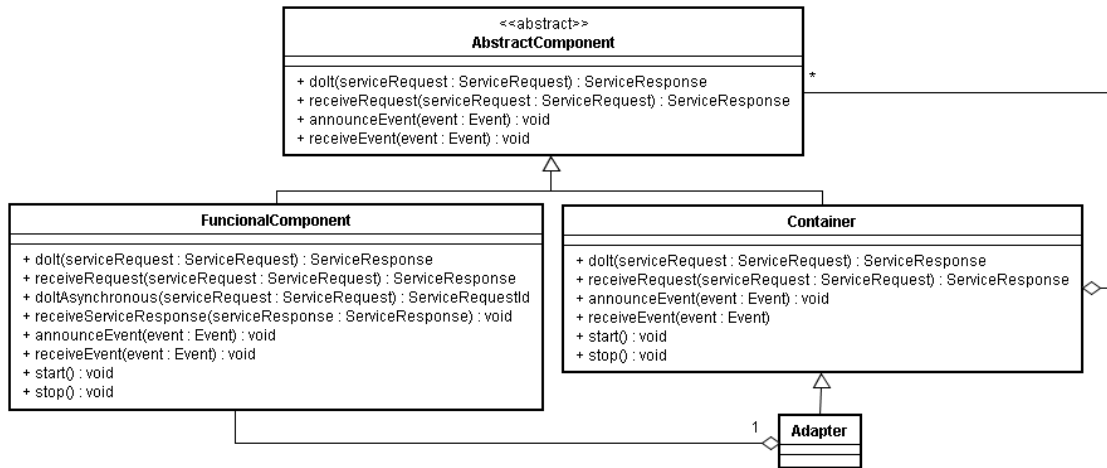 <<abstract>>
AbstractComponent
+ doIt(serviceRequest : ServiceRequest) : ServiceResponse
+ receiveRequest(serviceRequest : ServiceRequest) : ServiceResponse
+ announceEvent(event : Event) : void
+ receiveEvent(event : Event) : void
*
FuncionalComponent
+ doIt(serviceRequest : ServiceRequest) : ServiceResponse
+ receiveRequest(serviceRequest : ServiceRequest) : ServiceResponse
+ doItAsynchronous(serviceRequest : ServiceRequest) : ServiceRequestId
+ receiveServiceResponse(serviceResponse : ServiceResponse) : void
+ announceEvent(event : Event) : void
+ receiveEvent(event : Event) : void
+ start() : void
+ stop() : void
Container
+ doIt(serviceRequest : ServiceRequest) : ServiceResponse
+ receiveRequest(serviceRequest : ServiceRequest) : ServiceResponse
+ announceEvent(event : Event) : void
+ receiveEvent(event : Event)
+ start() : void
+ stop() : void
1
Adapter